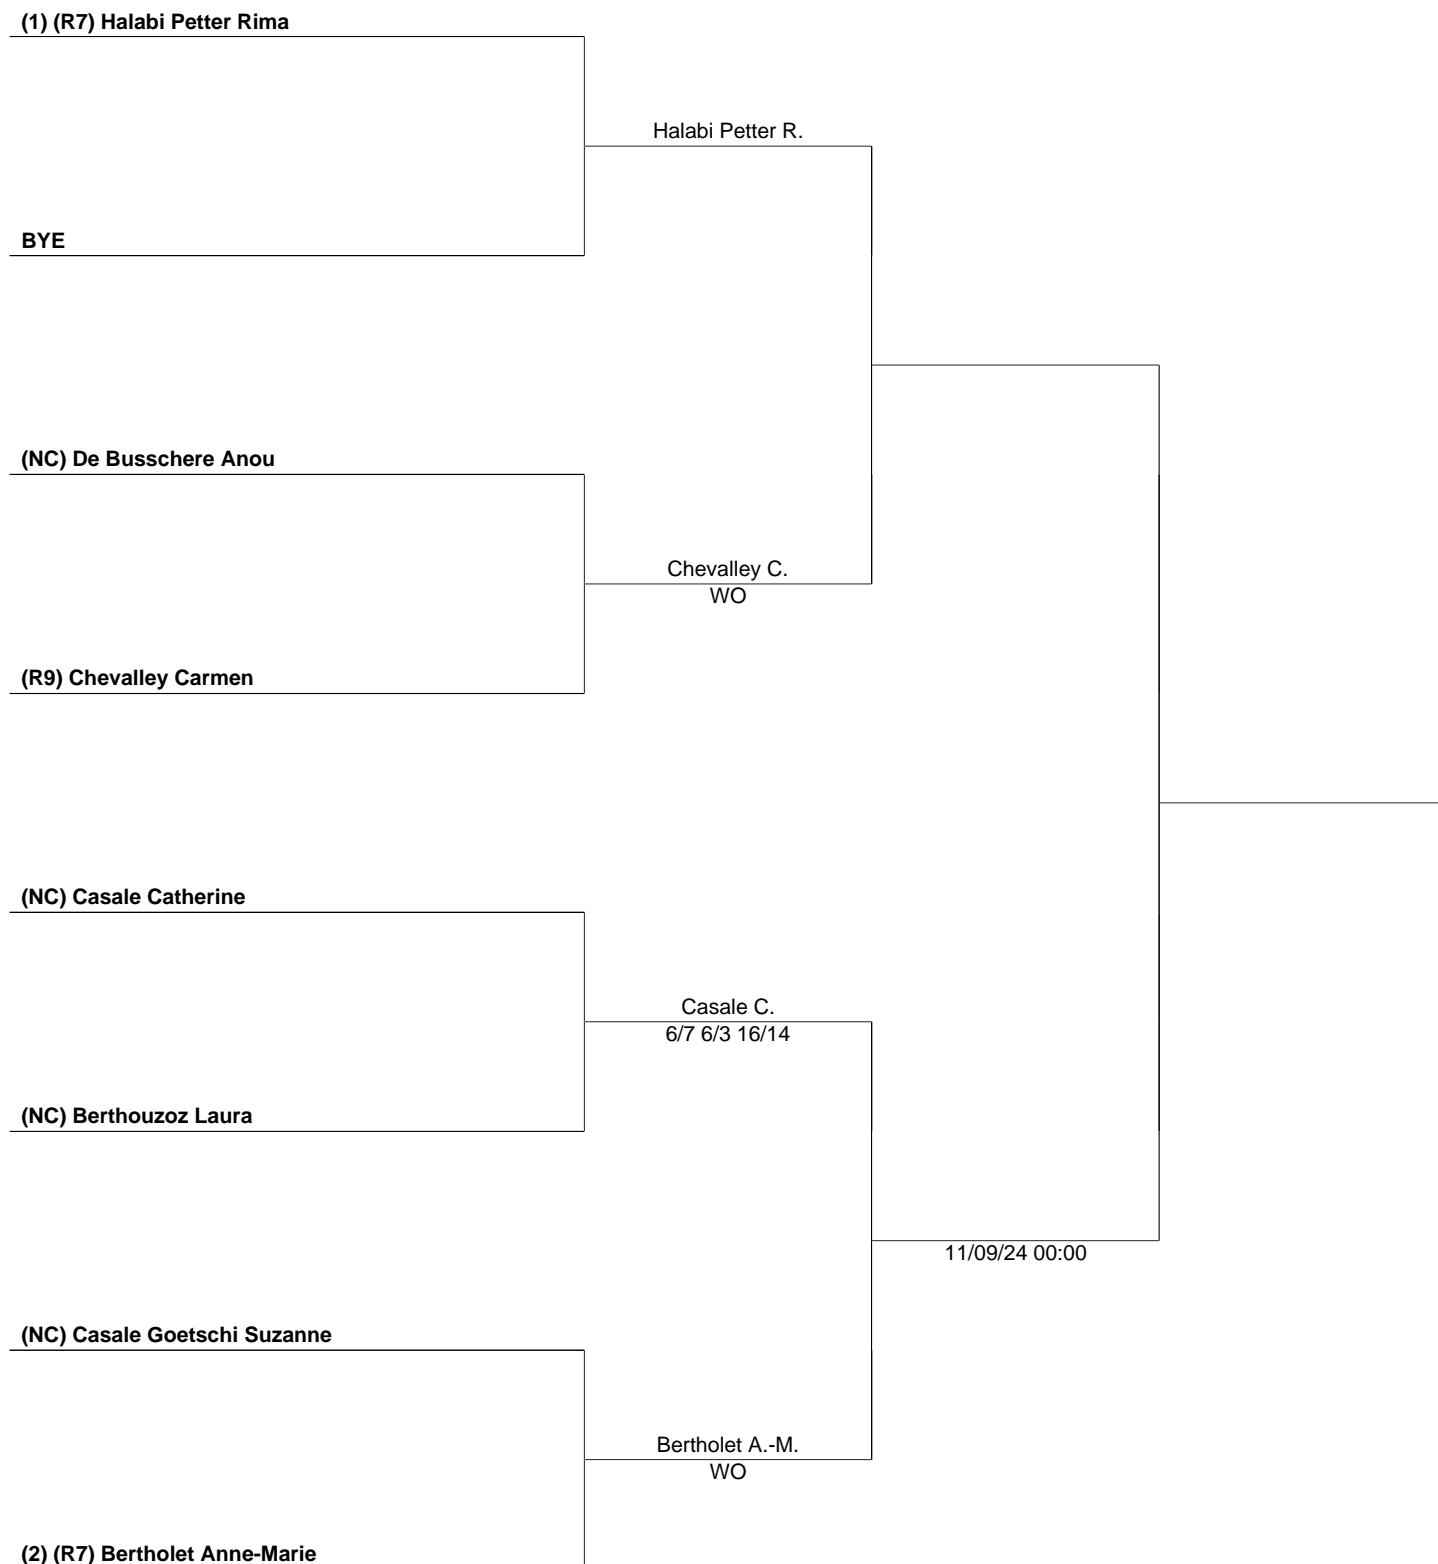 (1) (R7) Halabi Petter Rima
Halabi Petter R.
BYE
(NC) De Busschere Anou
Chevalley C.
WO
(R9) Chevalley Carmen
(NC) Casale Catherine
Casale C.
6/7 6/3 16/14
(NC) Berthouzoz Laura
11/09/24 00:00
(NC) Casale Goetschi Suzanne
Bertholet A.-M.
WO
(2) (R7) Bertholet Anne-Marie